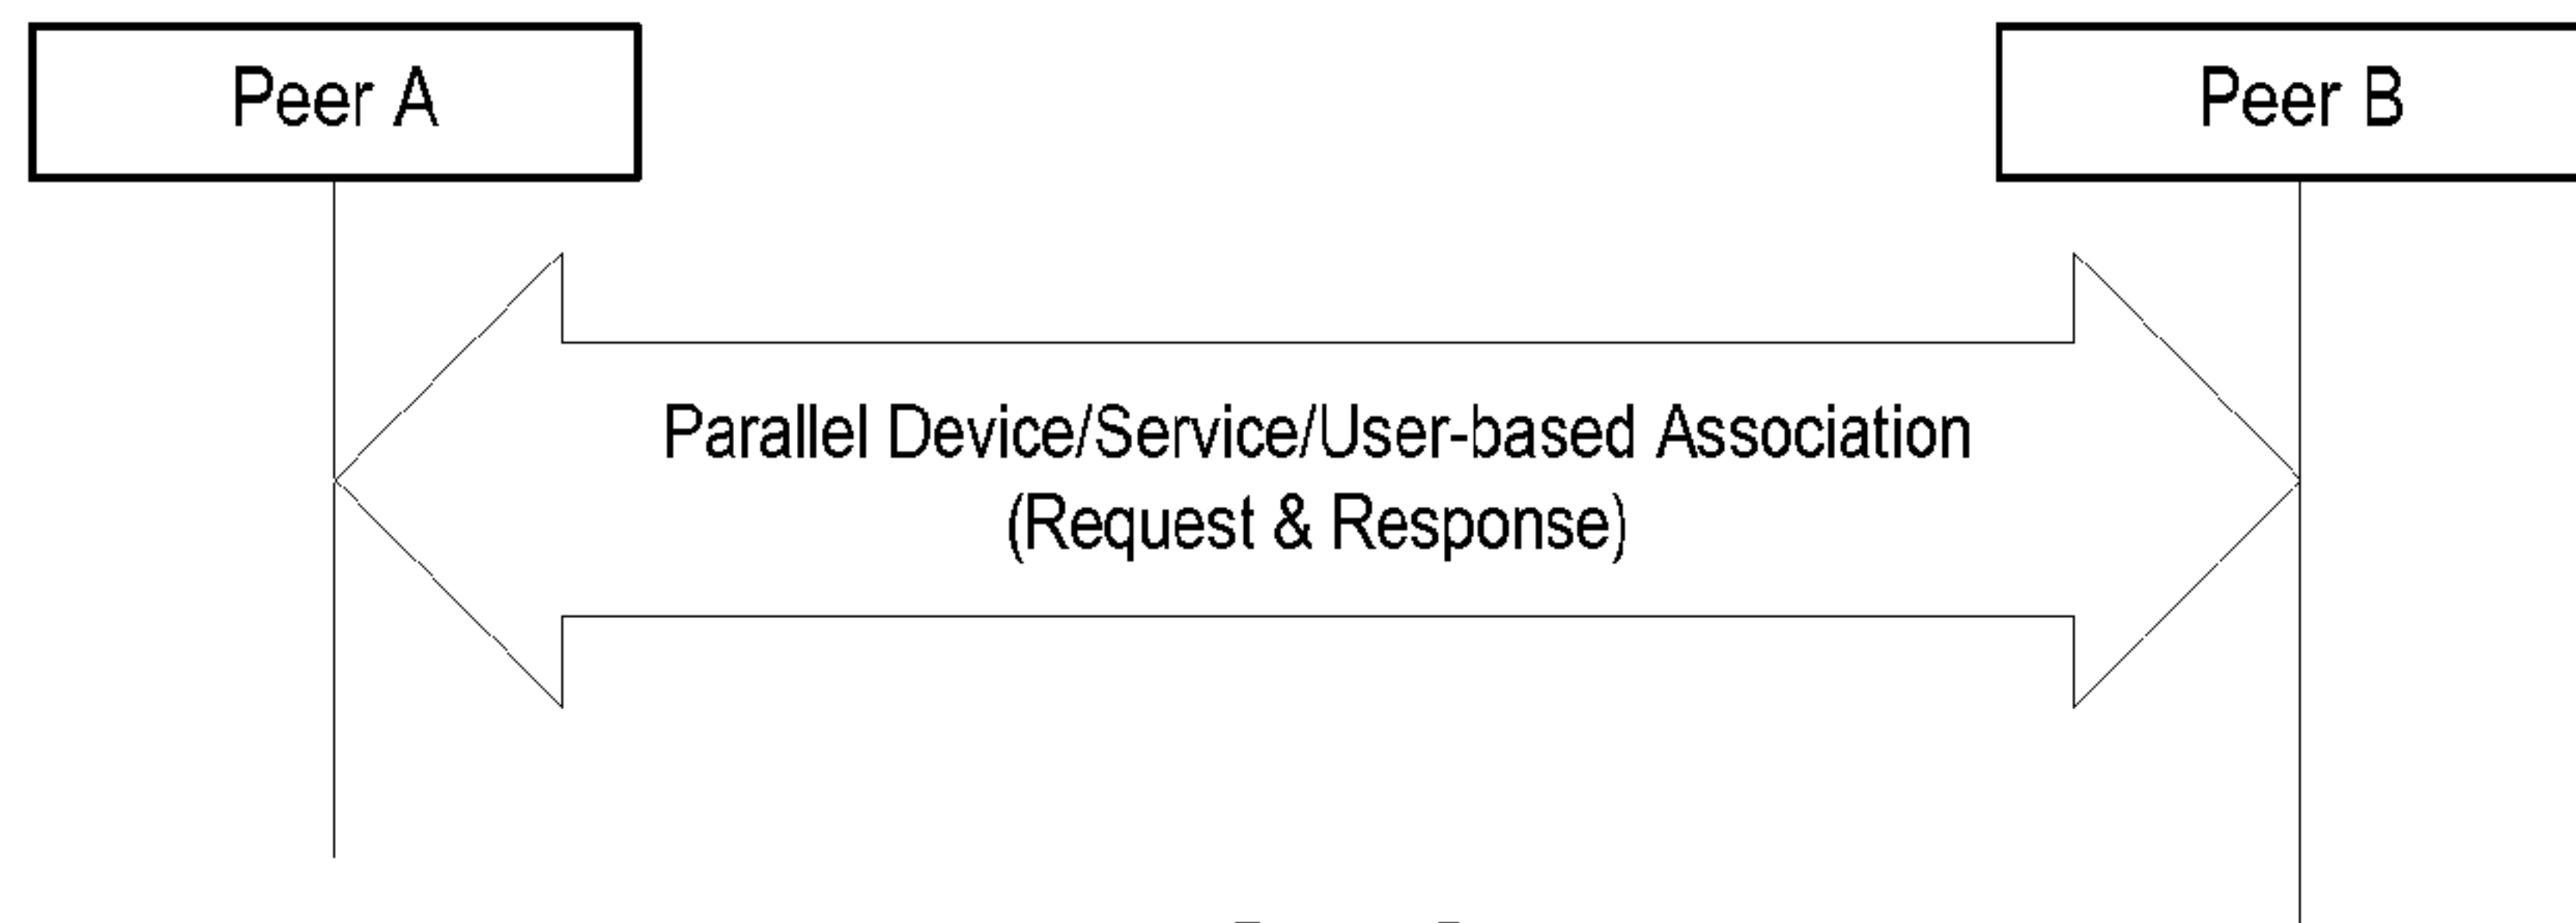 Peer A
Peer B
Parallel Device/Service/User-based Association
(Request & Response)